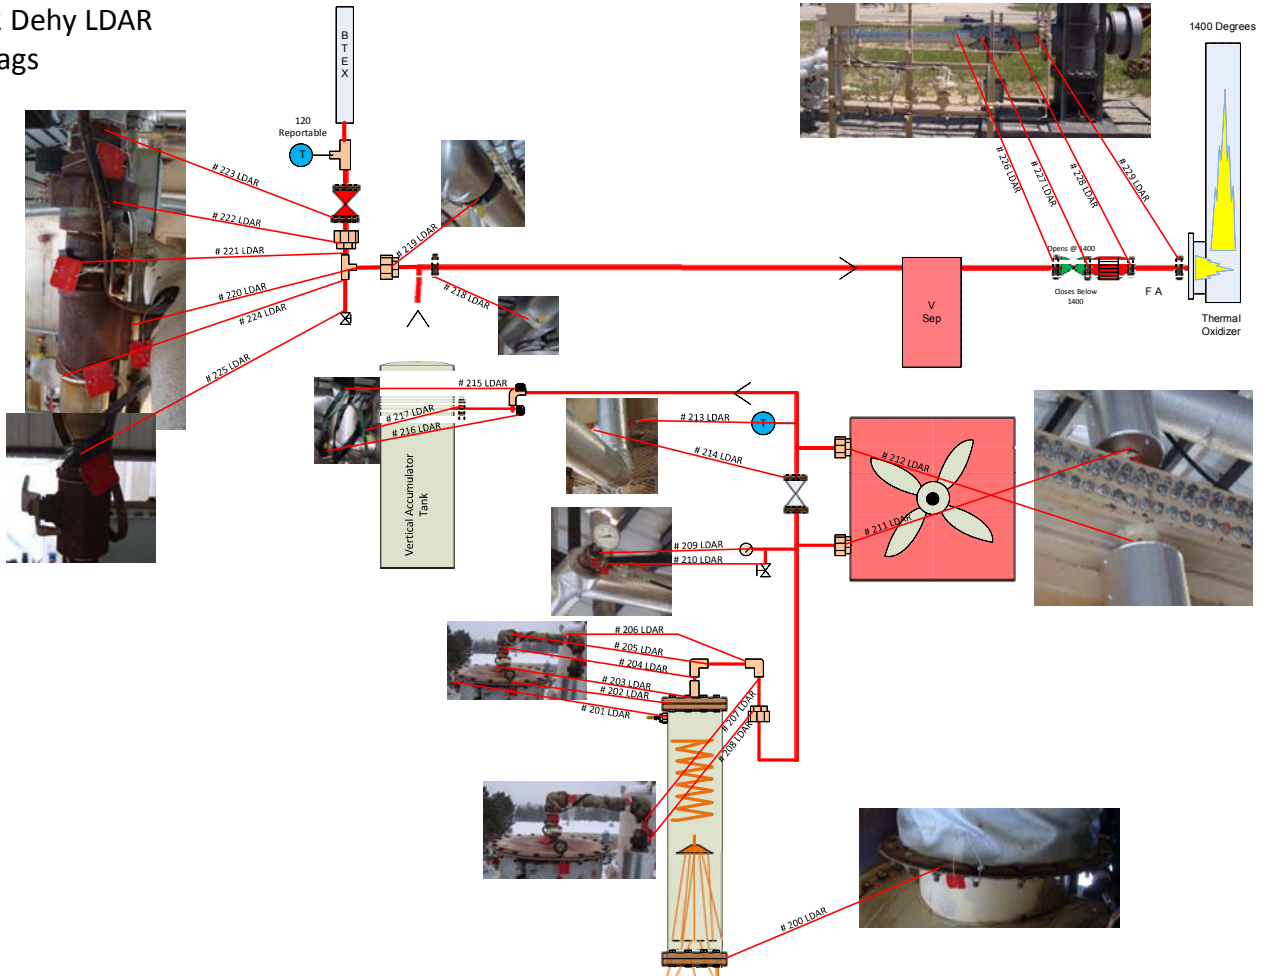 Dehy LDAR
ags
B
T
E
X
120
Reportable
T
1400 Degrees
# 223 LDAR
# 222 LDAR
# 221 LDAR
# 220 LDAR
# 224 LDAR
# 225 LDAR
# 219 LDAR
# 218 LDAR
# 226 LDAR
# 227 LDAR
# 228 LDAR
# 229 LDAR
Opens @ 1400
Closes Below
1400
F A
V
Sep
Thermal
Oxidizer
# 215 LDAR
# 217 LDAR
# 216 LDAR
Vertical Accumulator
Tank
# 213 LDAR
T
# 214 LDAR
# 212 LDAR
# 211 LDAR
# 209 LDAR
# 210 LDAR
# 206 LDAR
# 205 LDAR
# 204 LDAR
# 203 LDAR
# 202 LDAR
# 201 LDAR
# 207 LDAR
# 208 LDAR
# 200 LDAR